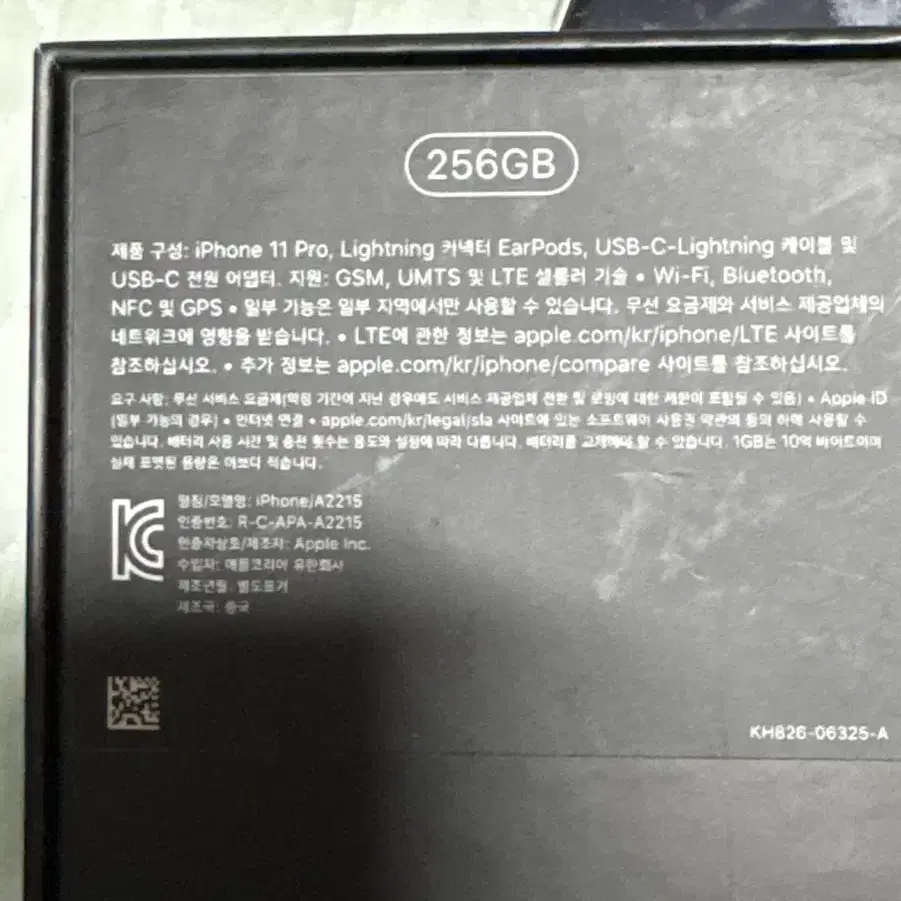 256GB
제품 구성: iPhone 11 Pro, Lightning 커넥터 EarPods, USB-C-Lightning 케이블 및
USB-C 전원 어댑터. 지원: GSM, UMTS 및 LTE 셀룰러 기술 • Wi-Fi, Bluetooth,
NFC 및 GPS • 일부 기능은 일부 지역에서만 사용할 수 있습니다. 무선 요금제와 서비스 제공업체의
네트워크에 영향을 받습니다. • LTE에 관한 정보는 apple.com/kr/iphone/LTE 사이트를
참조하십시오. • 추가 정보는 apple.com/kr/iphone/compare 사이트를 참조하십시오.
요구 사항: 무선 서비스 요금제(약정 기간이 지난 경우에도 서비스 제공업체 전환 및 로밍에 대한 제한이 포함될 수 있음) • Apple ID
(일부 기능의 경우) • 인터넷 연결 • apple.com/kr/legal/sla 사이트에 있는 소프트웨어 사용권 약관의 동의 하에 사용할 수
있습니다. 배터리 사용 시간 및 충전 횟수는 용도와 설정에 따라 다릅니다. 배터리를 교체해야 할 수 있습니다. 1GB는 10억 바이트이며
실제 포맷된 용량은 이보다 적습니다.
KC
명칭/모델명: iPhone/A2215
인증번호: R-C-APA-A2215
인증자상호/제조자: Apple Inc.
수입자: 애플코리아 유한회사
제조년월: 별도표기
제조국: 중국
KH826-06325-A